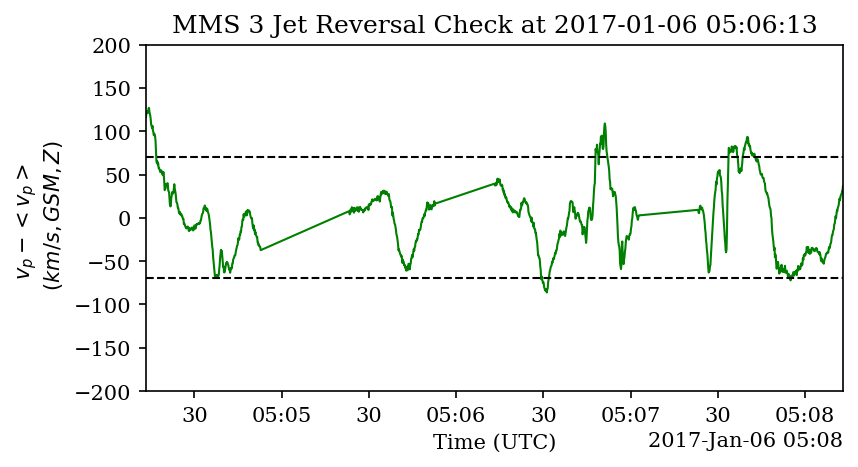 MMS 3 Jet Reversal Check at 2017-01-06 05:06:13
200
150
100
50
0
−50
−100
−150
−200
v_p − < v_p >
(km/s, GSM, Z)
30 05:05 30 05:06 30 05:07 30 05:08
Time (UTC)
2017-Jan-06 05:08